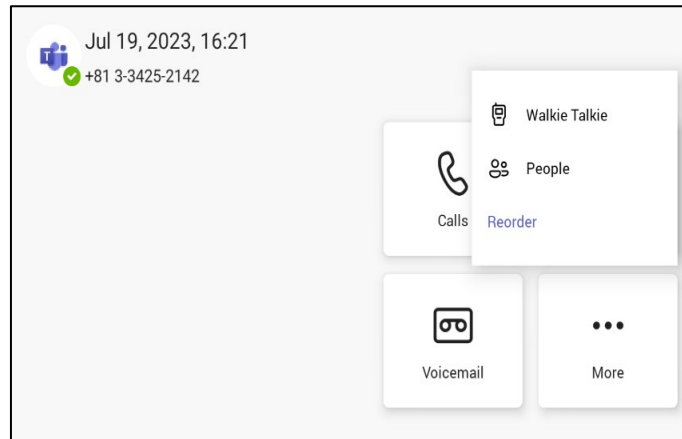 Jul 19, 2023, 16:21
+81 3-3425-2142
Walkie Talkie
People
Calls
Reorder
Voicemail
More